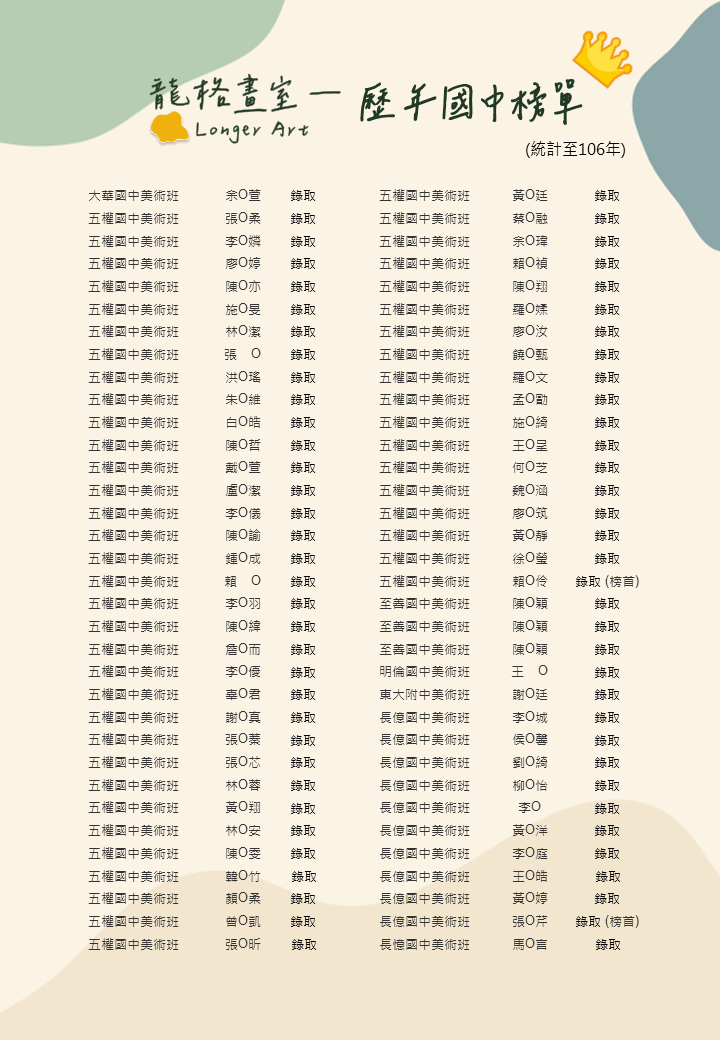 龍格畫室 — 歷年國中榜單
Longer Art
(統計至106年)
大華國中美術班 余O萱 錄取
五權國中美術班 張O柔 錄取
五權國中美術班 李O嫾 錄取
五權國中美術班 廖O婷 錄取
五權國中美術班 陳O亦 錄取
五權國中美術班 施O旻 錄取
五權國中美術班 林O潔 錄取
五權國中美術班 張 O 錄取
五權國中美術班 洪O瑤 錄取
五權國中美術班 朱O維 錄取
五權國中美術班 白O皓 錄取
五權國中美術班 陳O哲 錄取
五權國中美術班 戴O萱 錄取
五權國中美術班 盧O潔 錄取
五權國中美術班 李O儀 錄取
五權國中美術班 陳O諭 錄取
五權國中美術班 鍾O成 錄取
五權國中美術班 賴 O 錄取
五權國中美術班 李O羽 錄取
五權國中美術班 陳O緯 錄取
五權國中美術班 詹O而 錄取
五權國中美術班 李O優 錄取
五權國中美術班 辜O君 錄取
五權國中美術班 謝O真 錄取
五權國中美術班 張O蓁 錄取
五權國中美術班 張O芯 錄取
五權國中美術班 林O蓉 錄取
五權國中美術班 黃O翔 錄取
五權國中美術班 林O安 錄取
五權國中美術班 陳O雯 錄取
五權國中美術班 韓O竹 錄取
五權國中美術班 顏O柔 錄取
五權國中美術班 曾O凱 錄取
五權國中美術班 張O昕 錄取
五權國中美術班 黃O廷 錄取
五權國中美術班 蔡O融 錄取
五權國中美術班 余O瑋 錄取
五權國中美術班 賴O禎 錄取
五權國中美術班 陳O翔 錄取
五權國中美術班 羅O媃 錄取
五權國中美術班 廖O汝 錄取
五權國中美術班 饒O甄 錄取
五權國中美術班 羅O文 錄取
五權國中美術班 孟O勳 錄取
五權國中美術班 施O綺 錄取
五權國中美術班 王O 錄取
五權國中美術班 何O芝 錄取
五權國中美術班 魏O涵 錄取
五權國中美術班 廖O筑 錄取
五權國中美術班 黃O靜 錄取
五權國中美術班 徐O瑩 錄取
五權國中美術班 賴O伶 錄取 (榜首)
至善國中美術班 陳O穎 錄取
至善國中美術班 陳O穎 錄取
至善國中美術班 陳O穎 錄取
明倫國中美術班 王 O 錄取
東大附中美術班 謝O廷 錄取
長億國中美術班 李O城 錄取
長億國中美術班 侯O馨 錄取
長億國中美術班 劉O綺 錄取
長億國中美術班 柳O怡 錄取
長億國中美術班 李O 錄取
長億國中美術班 黃O洋 錄取
長億國中美術班 李O庭 錄取
長億國中美術班 王O皓 錄取
長億國中美術班 黃O婷 錄取
長億國中美術班 張O芹 錄取 (榜首)
長憶國中美術班 馬O言 錄取